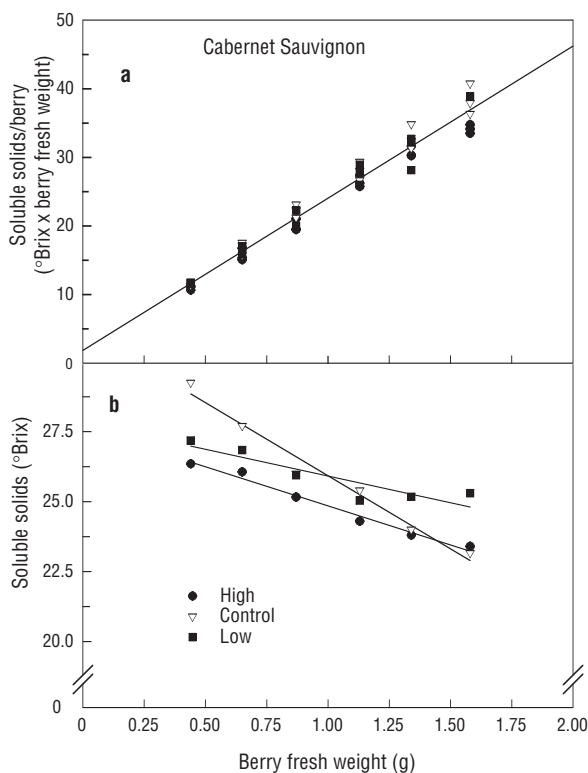 50
Cabernet Sauvignon
a
40
30
20
10
0
Soluble solids/berry
(°Brix x berry fresh weight)
b
27.5
25.0
22.5
20.0
0
Soluble solids (°Brix)
High
Control
Low
0 0.50 0.75 1.00 1.25 1.50 1.75 2.00
Berry fresh weight (g)